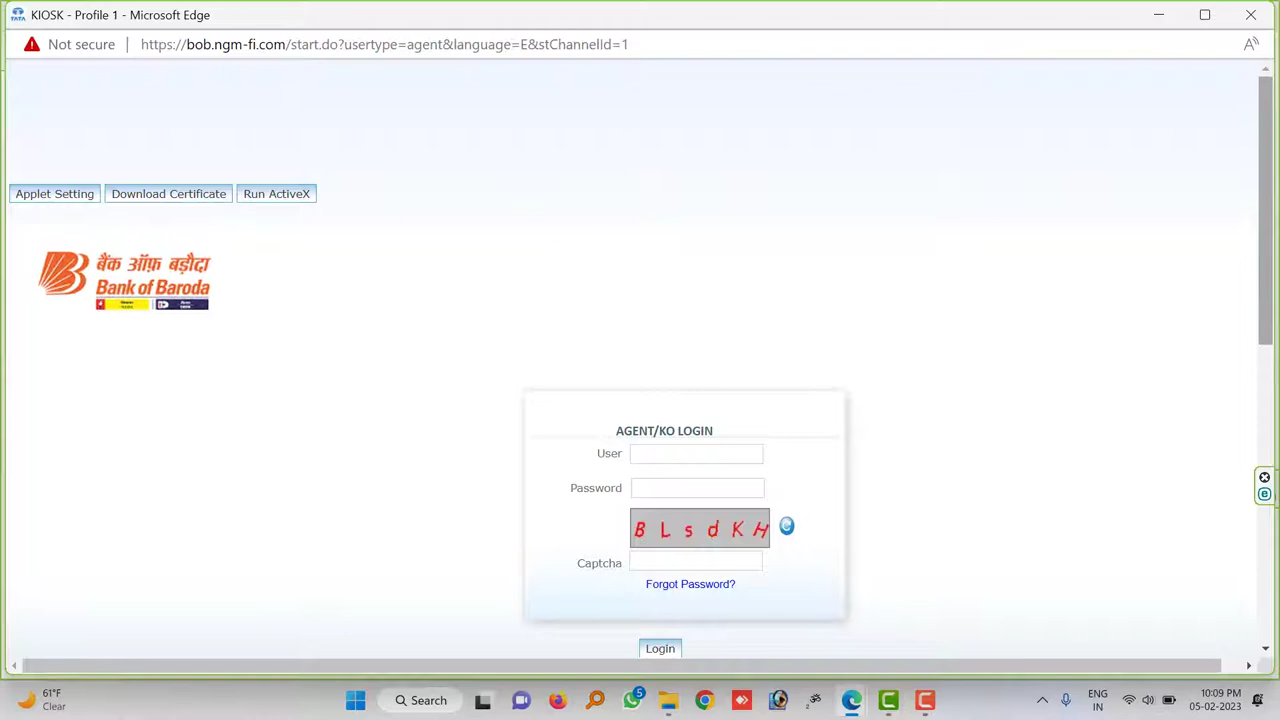 KIOSK - Profile 1 - Microsoft Edge
Not secure | https://bob.ngm-fi.com/start.do?usertype=agent&language=E&stChannelId=1
Applet Setting Download Certificate Run ActiveX
बैंक ऑफ़ बड़ौदा
Bank of Baroda
AGENT/KO LOGIN
User
Password
B L s d K H
Captcha
Forgot Password?
Login
61°F
Clear
Search
5
ENG
IN
10:09 PM
05-02-2023